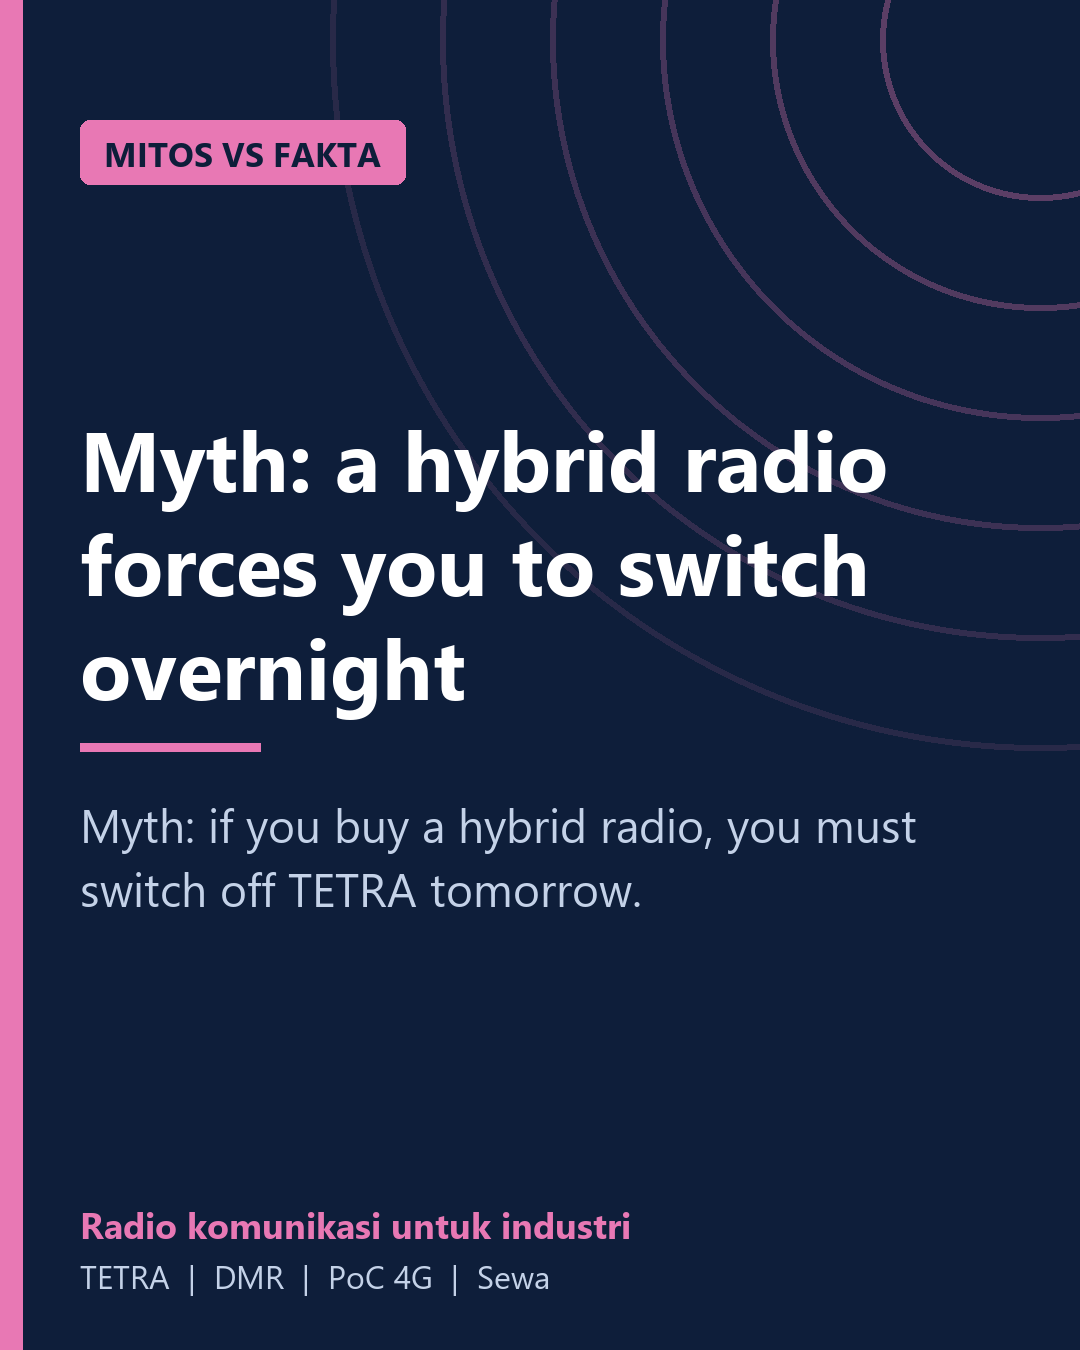 MITOS VS FAKTA
Myth: a hybrid radio
forces you to switch
overnight
Myth: if you buy a hybrid radio, you must
switch off TETRA tomorrow.
Radio komunikasi untuk industri
TETRA | DMR | PoC 4G | Sewa